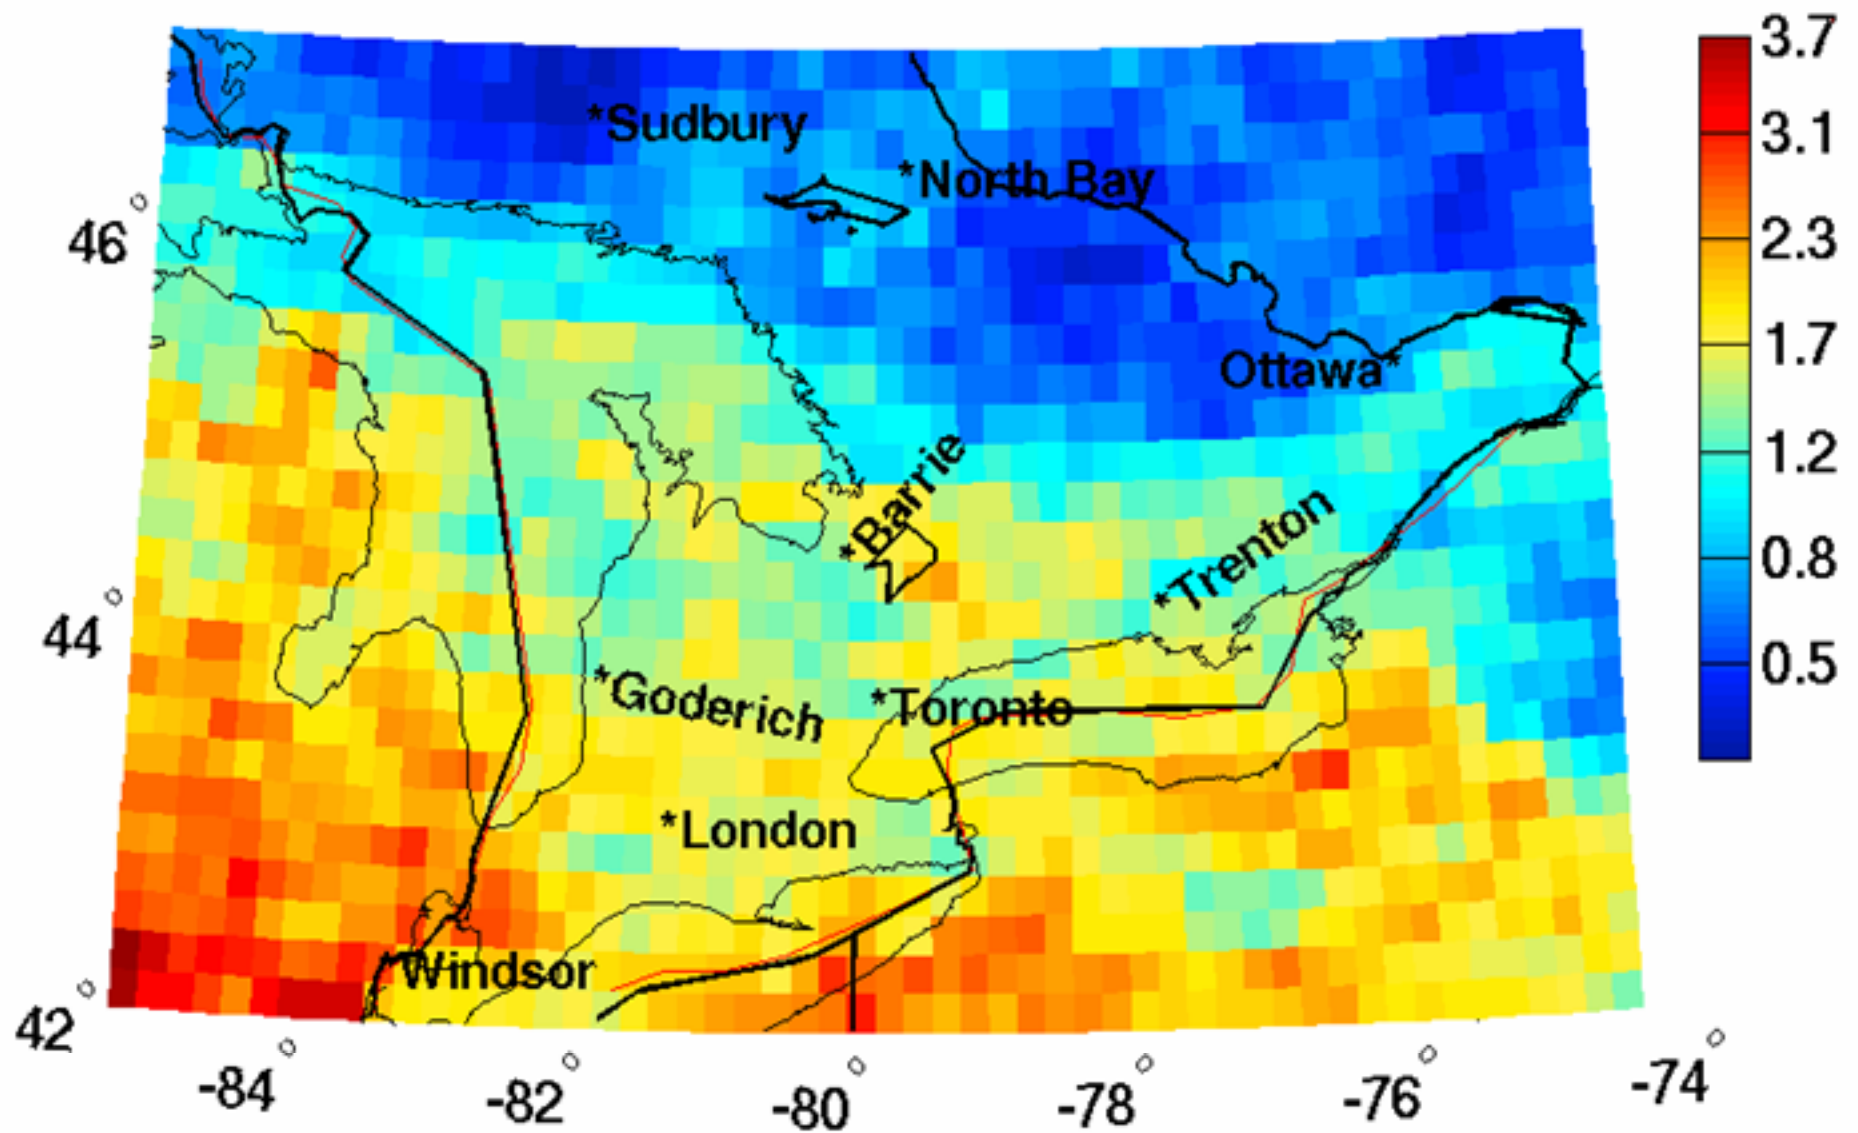 3.7
*Sudbury
3.1
*North Bay
46°
2.3
1.7
Ottawa*
*Barrie
1.2
*Trenton
0.8
44°
0.5
*Goderich
*Toronto
*London
*Windsor
42°
-84°
-82°
-80°
-78°
-76°
-74°